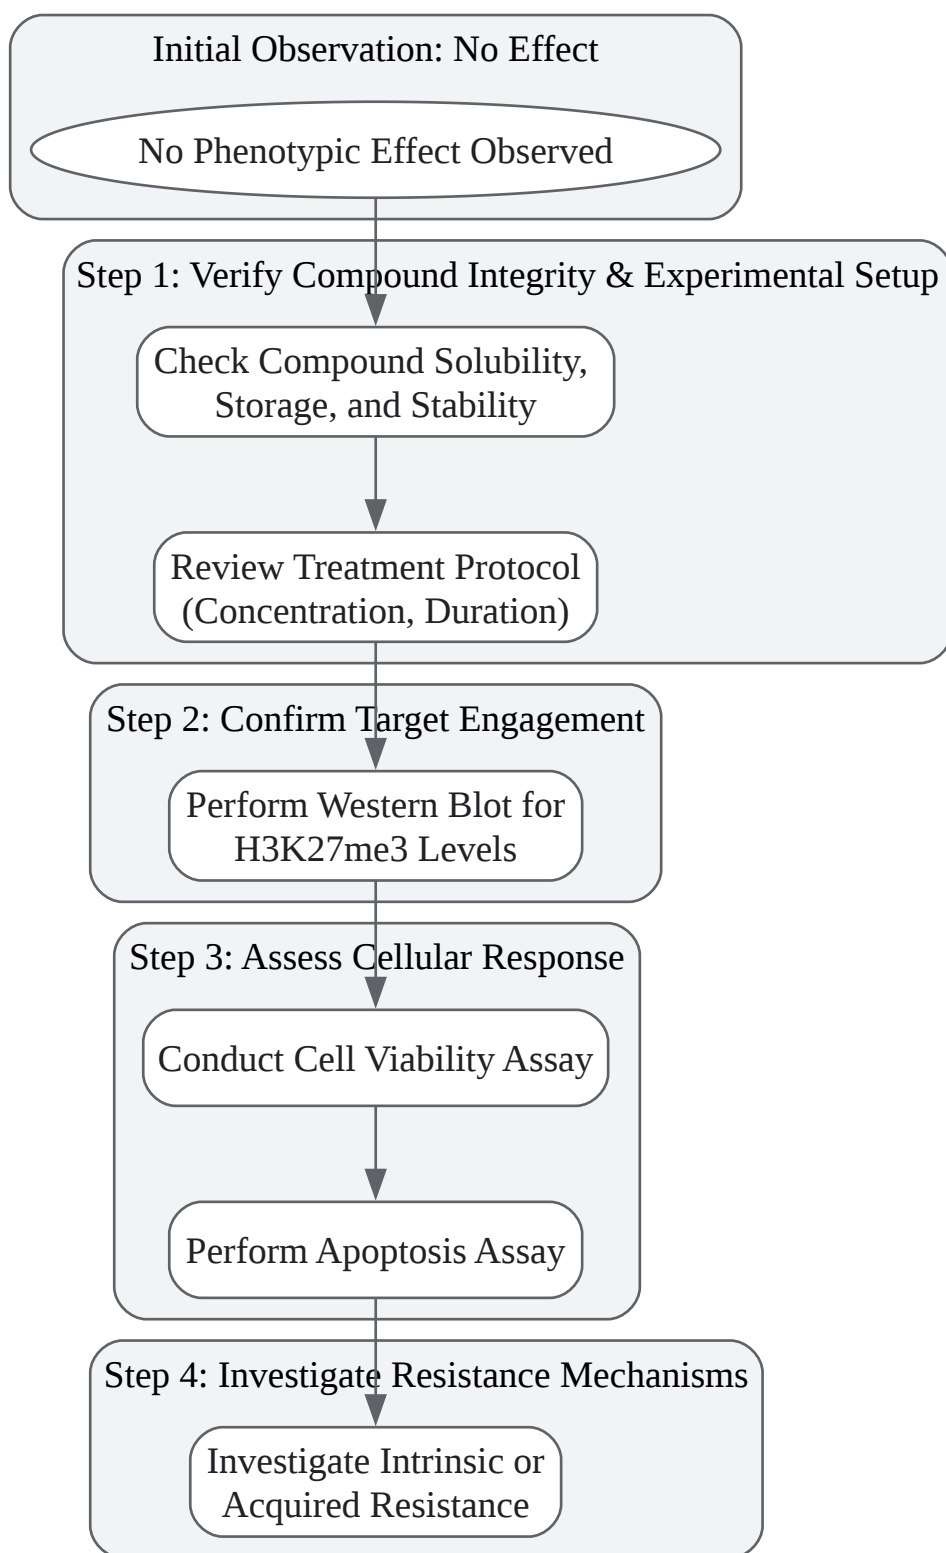 Initial Observation: No Effect
No Phenotypic Effect Observed
Step 1: Verify Compound Integrity & Experimental Setup
Check Compound Solubility,
Storage, and Stability
Review Treatment Protocol
(Concentration, Duration)
Step 2: Confirm Target Engagement
Perform Western Blot for
H3K27me3 Levels
Step 3: Assess Cellular Response
Conduct Cell Viability Assay
Perform Apoptosis Assay
Step 4: Investigate Resistance Mechanisms
Investigate Intrinsic or
Acquired Resistance